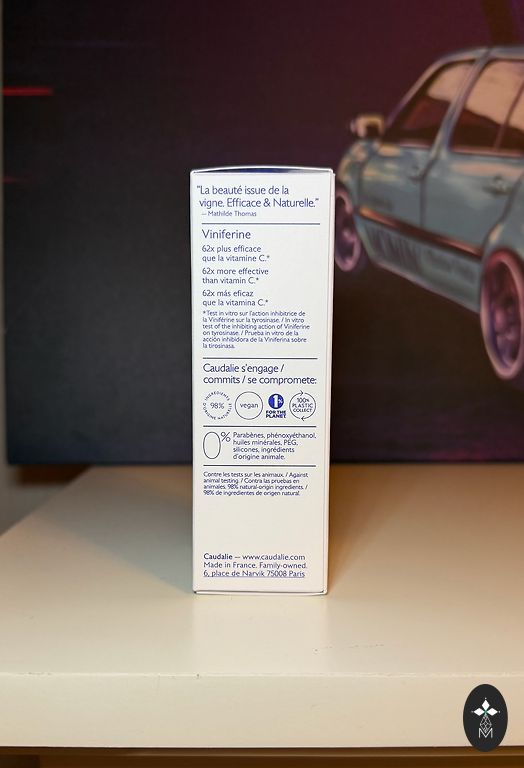 "La beauté issue de la
vigne. Efficace & Naturelle."
— Mathilde Thomas
Viniferine
62x plus efficace
que la vitamine C.*
62x more effective
than vitamin C.*
62x más eficaz
que la vitamina C.*
*Test in vitro sur l'action inhibitrice de
la Viniférine sur la tyrosinase. / In vitro
test of the inhibiting action of Viniferine
on tyrosinase. / Prueba in vitro de la
acción inhibidora de la Viniferina sobre
la tirosinasa.
Caudalie s'engage /
commits / se compromete:
INGRÉDIENTS
98%
D'ORIGINE NATURELLE
vegan
1%
FOR THE
PLANET
100%
PLASTIC
COLLECT
0% Parabènes, phénoxyéthanol,
huiles minérales, PEG,
silicones, ingrédients
d'origine animale.
Contre les tests sur les animaux. / Against
animal testing. / Contra las pruebas en
animales. 98% natural-origin ingredients. /
98% de ingredientes de origen natural.
Caudalie — www.caudalie.com
Made in France. Family-owned.
6, place de Narvik 75008 Paris
M